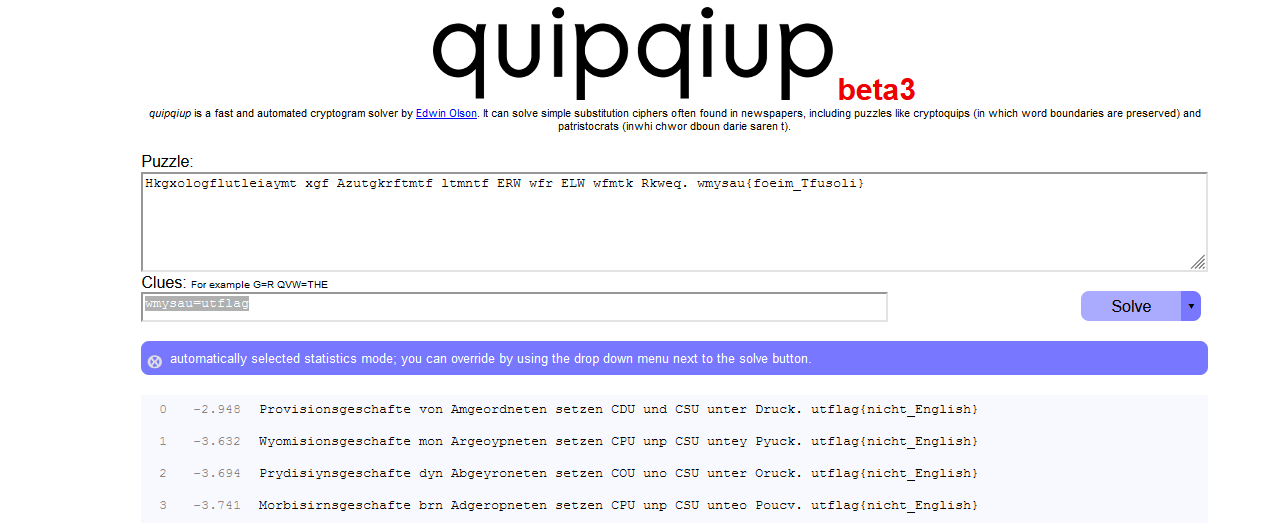 quipqiup beta3
quipqiup is a fast and automated cryptogram solver by Edwin Olson. It can solve simple substitution ciphers often found in newspapers, including puzzles like cryptoquips (in which word boundaries are preserved) and
patristocrats (inwhi chwor dboun darie saren t).
Puzzle:
Hkgxologflutleiaymt xgf Azutgkrftmtf ltmntf ERW wfr ELW wfmtk Rkweq. wmysau{foeim_Tfusoli}
Clues: For example G=R QVW=THE
wmysau=utflag
Solve
automatically selected statistics mode; you can override by using the drop down menu next to the solve button.
0 -2.948 Provisionsgeschafte von Amgeordneten setzen CDU und CSU unter Druck. utflag{nicht_English}
1 -3.632 Wyomisionsgeschafte mon Argeoypneten setzen CPU unp CSU untey Pyuck. utflag{nicht_English}
2 -3.694 Prydisiynsgeschafte dyn Abgeyroneten setzen COU uno CSU unter Oruck. utflag{nicht_English}
3 -3.741 Morbisirnsgeschafte brn Adgeropneten setzen CPU unp CSU unteo Poucv. utflag{nicht_English}